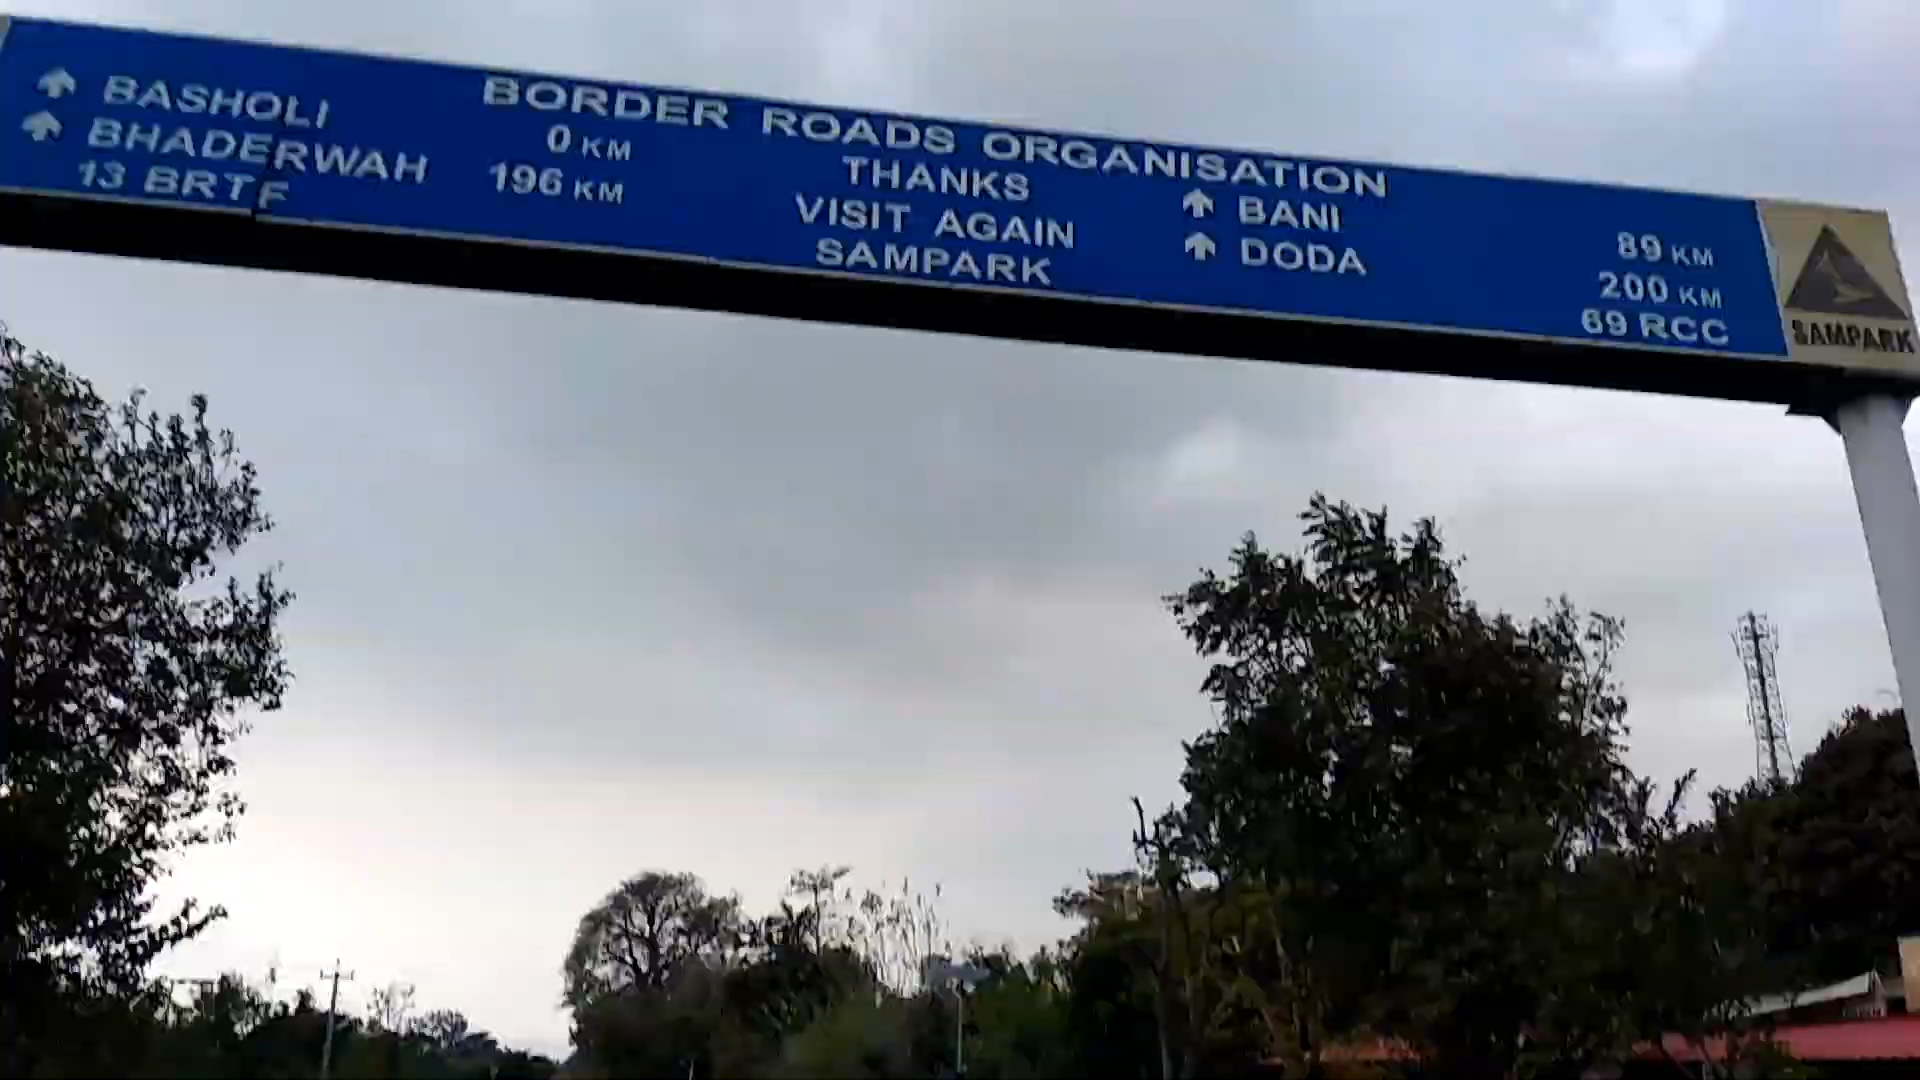 BORDER ROADS ORGANISATION
↑ BASHOLI 0 KM THANKS ↑ BANI 89 KM
↑ BHADERWAH 196 KM VISIT AGAIN ↑ DODA 200 KM
13 BRTF SAMPARK 69 RCC
SAMPARK